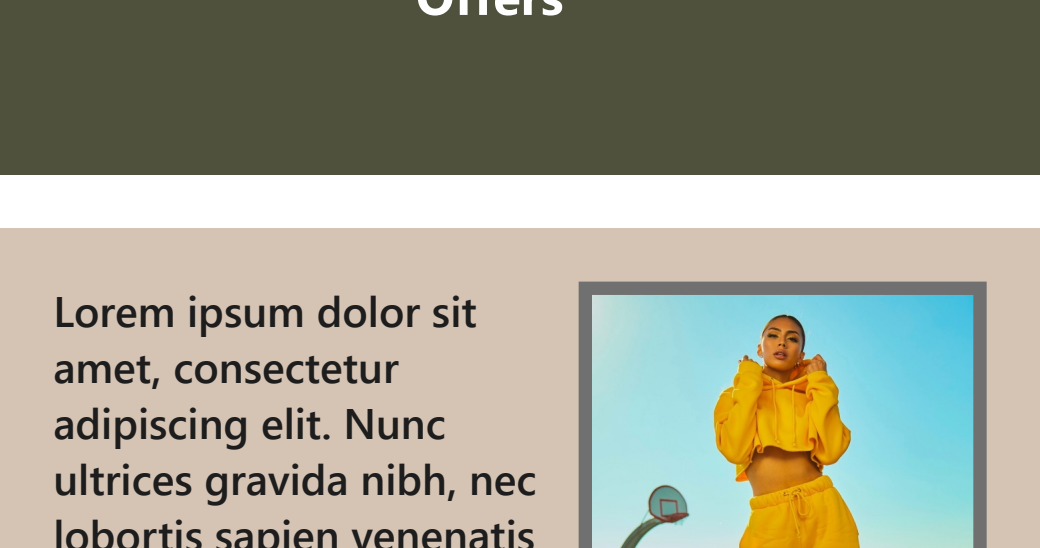 Offers
Lorem ipsum dolor sit
amet, consectetur
adipiscing elit. Nunc
ultrices gravida nibh, nec
lobortis sapien venenatis